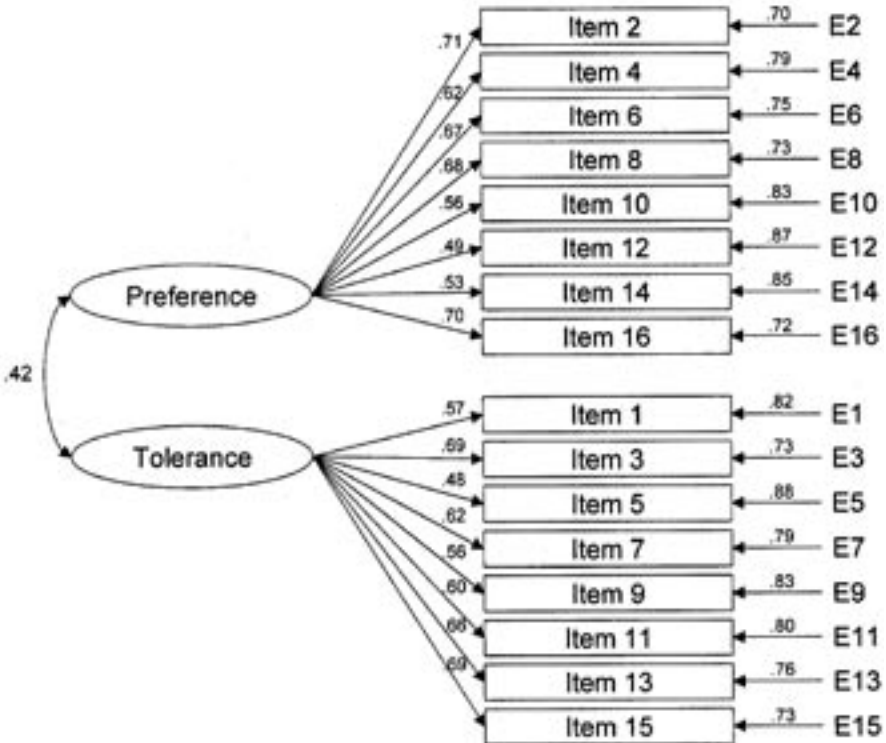 .71 Item 2 .70 E2
.62 Item 4 .79 E4
.67 Item 6 .75 E6
.68 Item 8 .73 E8
.56 Item 10 .83 E10
.49 Item 12 .87 E12
Preference .53 Item 14 .85 E14
.70 Item 16 .72 E16
.42
.57 Item 1 .82 E1
Tolerance .69 Item 3 .73 E3
.48 Item 5 .88 E5
.62 Item 7 .79 E7
.56 Item 9 .83 E9
.60 Item 11 .80 E11
.66 Item 13 .76 E13
.69 Item 15 .73 E15